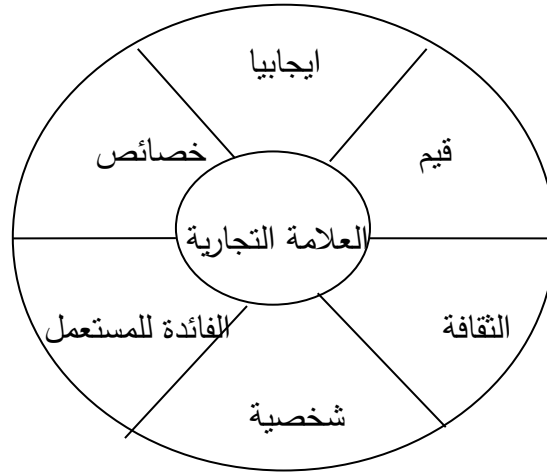 ايجابيا
قيم
خصائص
العلامة التجارية
الثقافة
الفائدة للمستعمل
شخصية